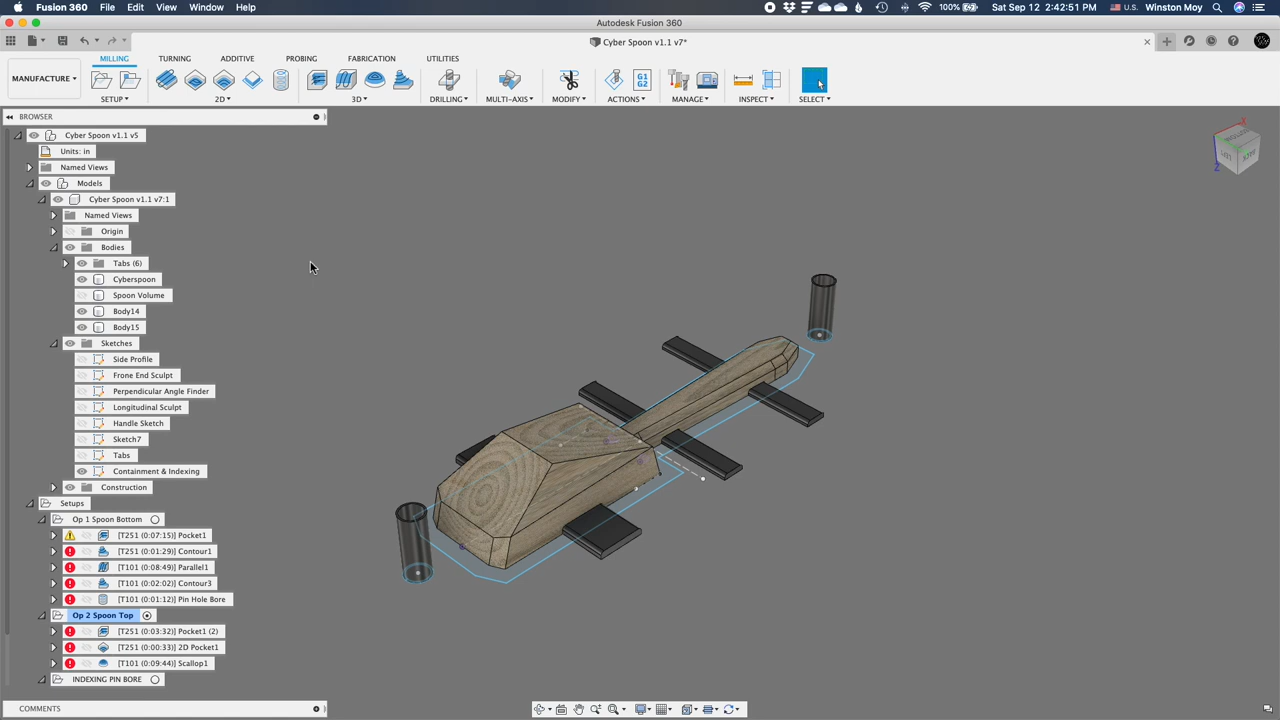 Fusion 360 File Edit View Window Help
100% Sat Sep 12 2:42:51 PM U.S. Winston Moy
Autodesk Fusion 360
Cyber Spoon v1.1 v7*
MILLING TURNING ADDITIVE PROBING FABRICATION UTILITIES
MANUFACTURE
G1
G2
SETUP 2D 3D DRILLING MULTI-AXIS MODIFY ACTIONS MANAGE INSPECT SELECT
BROWSER
Cyber Spoon v1.1 v5
Units: in
Named Views
Models
Cyber Spoon v1.1 v7:1
Named Views
Origin
Bodies
Tabs (6)
Cyberspoon
Spoon Volume
Body14
Body15
Sketches
Side Profile
Frone End Sculpt
Perpendicular Angle Finder
Longitudinal Sculpt
Handle Sketch
Sketch7
Tabs
Containment & Indexing
Construction
Setups
Op 1 Spoon Bottom
[T251 (0:07:15)] Pocket1
[T251 (0:01:29)] Contour1
[T101 (0:08:49)] Parallel1
[T101 (0:02:02)] Contour3
[T101 (0:01:12)] Pin Hole Bore
Op 2 Spoon Top
[T251 (0:03:32)] Pocket1 (2)
[T251 (0:00:33)] 2D Pocket1
[T101 (0:09:44)] Scallop1
INDEXING PIN BORE
COMMENTS
X
Z
BOTTOM
LEFT
BACK